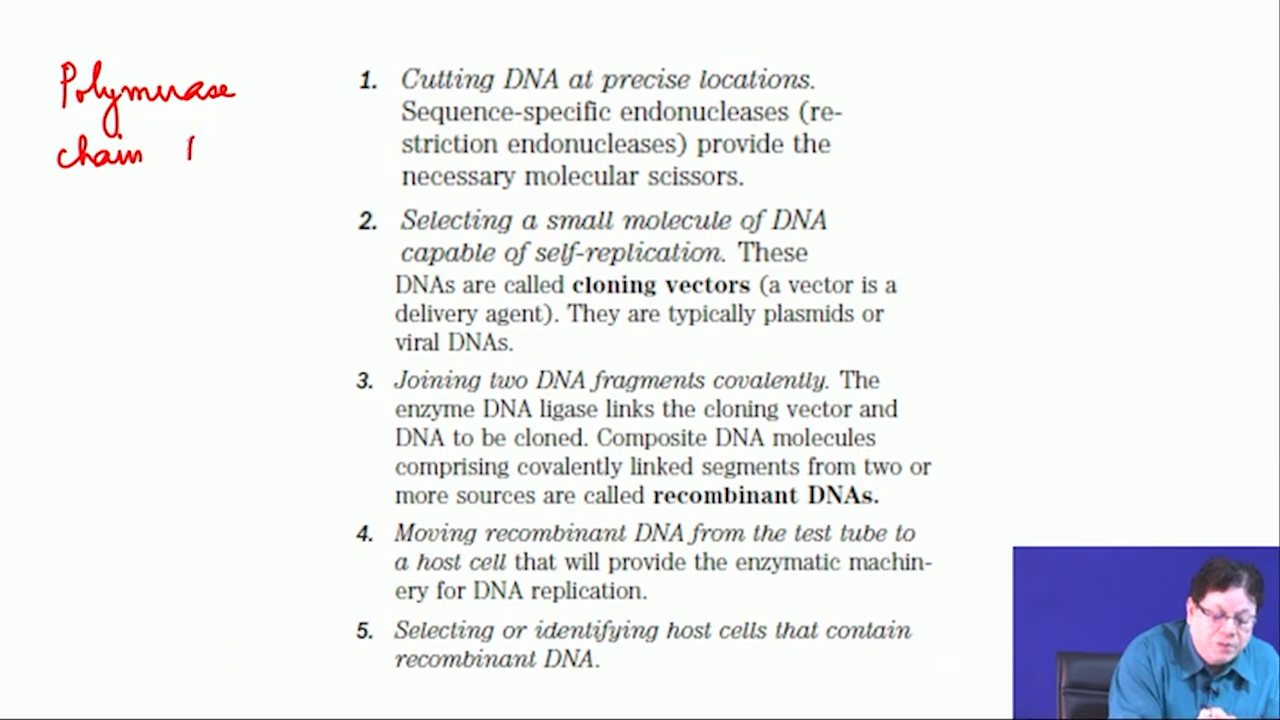 Polymerase
chain r
1. Cutting DNA at precise locations.
Sequence-specific endonucleases (re-
striction endonucleases) provide the
necessary molecular scissors.
2. Selecting a small molecule of DNA
capable of self-replication. These
DNAs are called cloning vectors (a vector is a
delivery agent). They are typically plasmids or
viral DNAs.
3. Joining two DNA fragments covalently. The
enzyme DNA ligase links the cloning vector and
DNA to be cloned. Composite DNA molecules
comprising covalently linked segments from two or
more sources are called recombinant DNAs.
4. Moving recombinant DNA from the test tube to
a host cell that will provide the enzymatic machin-
ery for DNA replication.
5. Selecting or identifying host cells that contain
recombinant DNA.